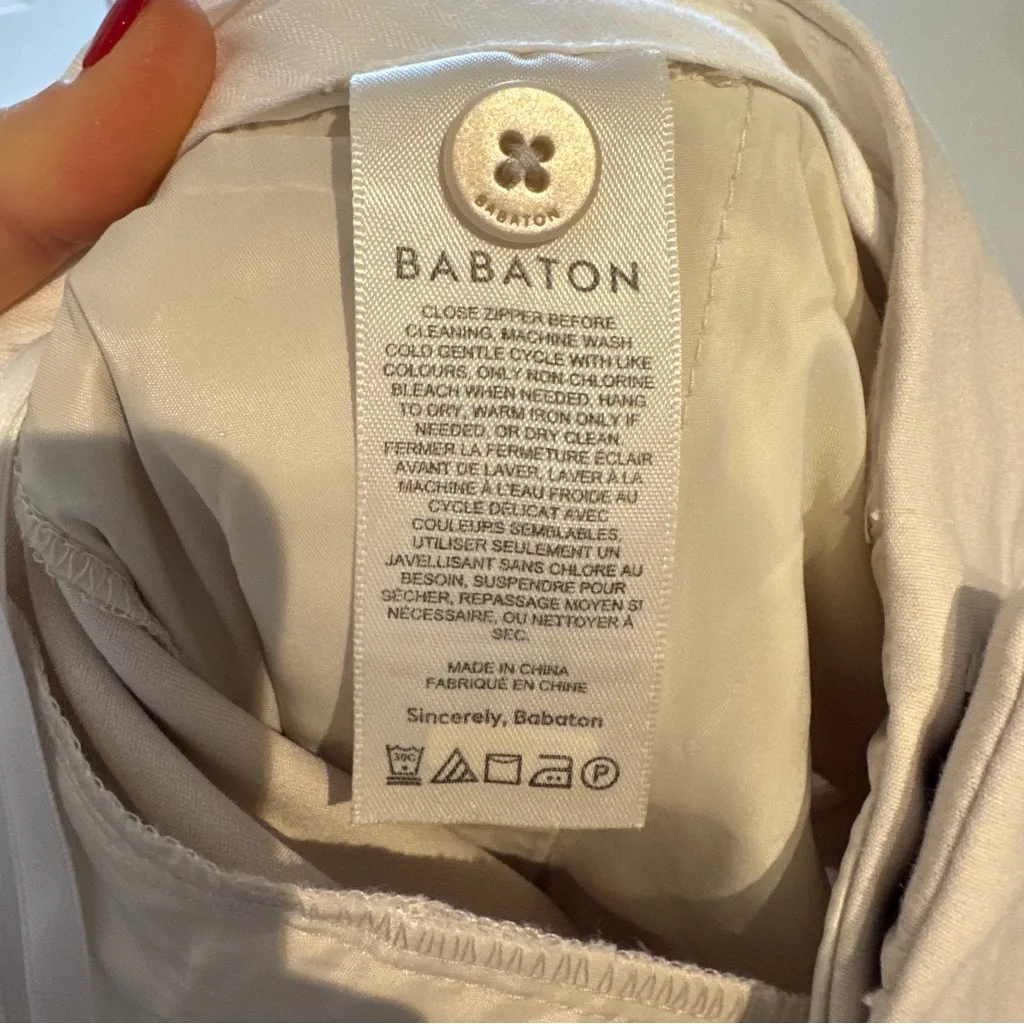 BABATON
BABATON
CLOSE ZIPPER BEFORE
CLEANING, MACHINE WASH
COLD GENTLE CYCLE WITH LIKE
COLOURS, ONLY NON-CHLORINE
BLEACH WHEN NEEDED, HANG
TO DRY, WARM IRON ONLY IF
NEEDED, OR DRY CLEAN
FERMER LA FERMETURE ÉCLAIR
AVANT DE LAVER, LAVER À LA
MACHINE À L'EAU FROIDE AU
CYCLE DÉLICAT AVEC
COULEURS SEMBLABLES,
UTILISER SEULEMENT UN
JAVELLISANT SANS CHLORE AU
BESOIN, SUSPENDRE POUR
SÉCHER, REPASSAGE MOYEN SI
NÉCESSAIRE, OU NETTOYER À
SEC.
MADE IN CHINA
FABRIQUÉ EN CHINE
Sincerely, Babaton
30C P